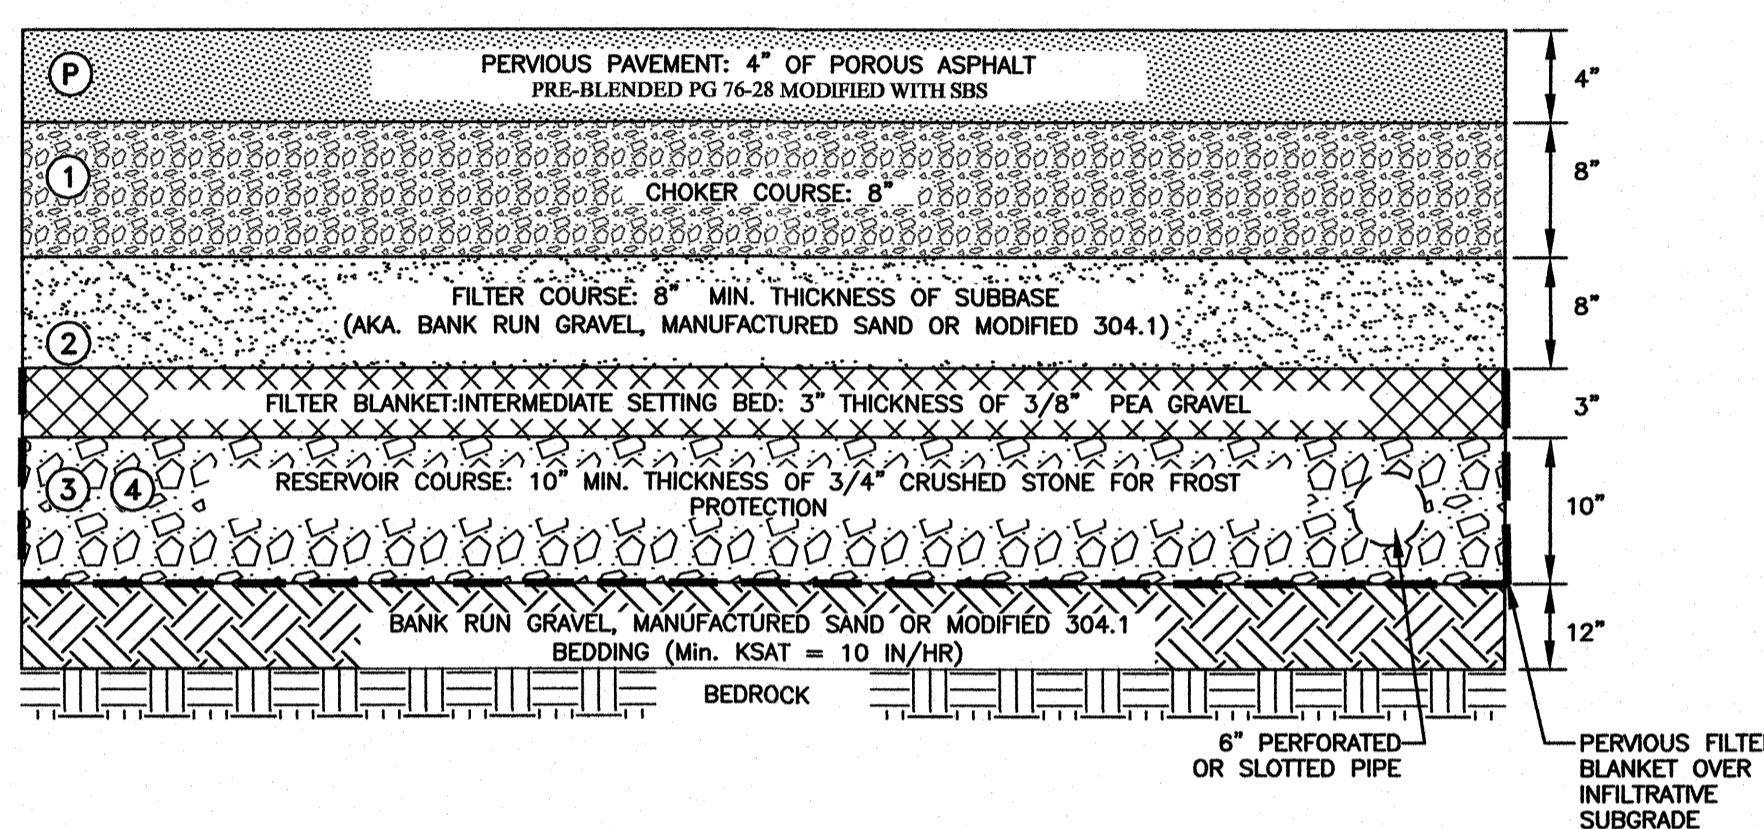 P
PERVIOUS PAVEMENT: 4" OF POROUS ASPHALT
PRE-BLENDED PG 76-28 MODIFIED WITH SBS
4"
1
CHOKER COURSE: 8"
8"
FILTER COURSE: 8" MIN. THICKNESS OF SUBBASE
(AKA. BANK RUN GRAVEL, MANUFACTURED SAND OR MODIFIED 304.1)
8"
2
FILTER BLANKET:INTERMEDIATE SETTING BED: 3" THICKNESS OF 3/8" PEA GRAVEL
3"
3 4
RESERVOIR COURSE: 10" MIN. THICKNESS OF 3/4" CRUSHED STONE FOR FROST
PROTECTION
10"
BANK RUN GRAVEL, MANUFACTURED SAND OR MODIFIED 304.1
BEDDING (Min. KSAT = 10 IN/HR)
12"
BEDROCK
6" PERFORATED
OR SLOTTED PIPE
PERVIOUS FILTE
BLANKET OVER
INFILTRATIVE
SUBGRADE